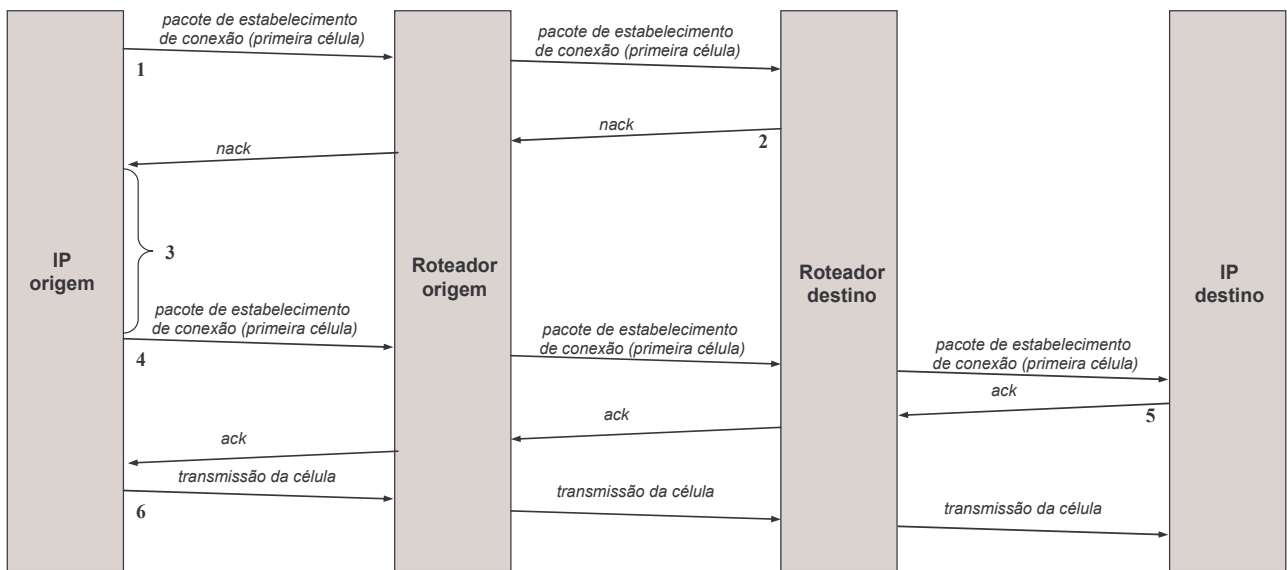 pacote de estabelecimento
de conexão (primeira célula)
pacote de estabelecimento
de conexão (primeira célula)
1
nack
2
nack
3
IP
origem
Roteador
origem
Roteador
destino
IP
destino
pacote de estabelecimento
de conexão (primeira célula)
4
pacote de estabelecimento
de conexão (primeira célula)
pacote de estabelecimento
de conexão (primeira célula)
ack
5
ack
ack
transmissão da célula
6
transmissão da célula
transmissão da célula